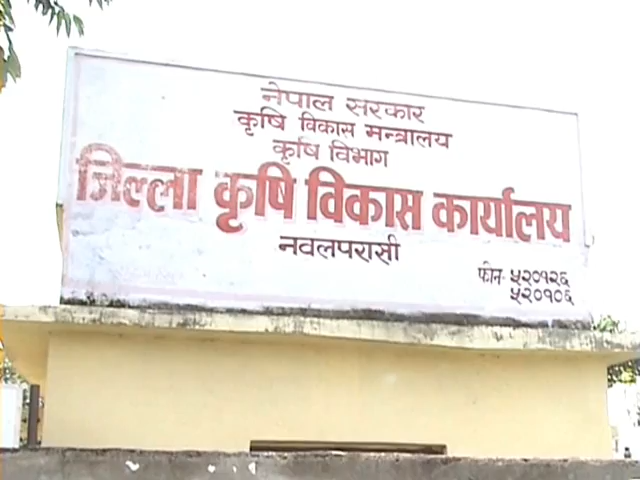 नेपाल सरकार
कृषि विकास मन्त्रालय
कृषि विभाग
जिल्ला कृषि विकास कार्यालय
नवलपरासी
फोन- ५२०१२६
५२०१०६